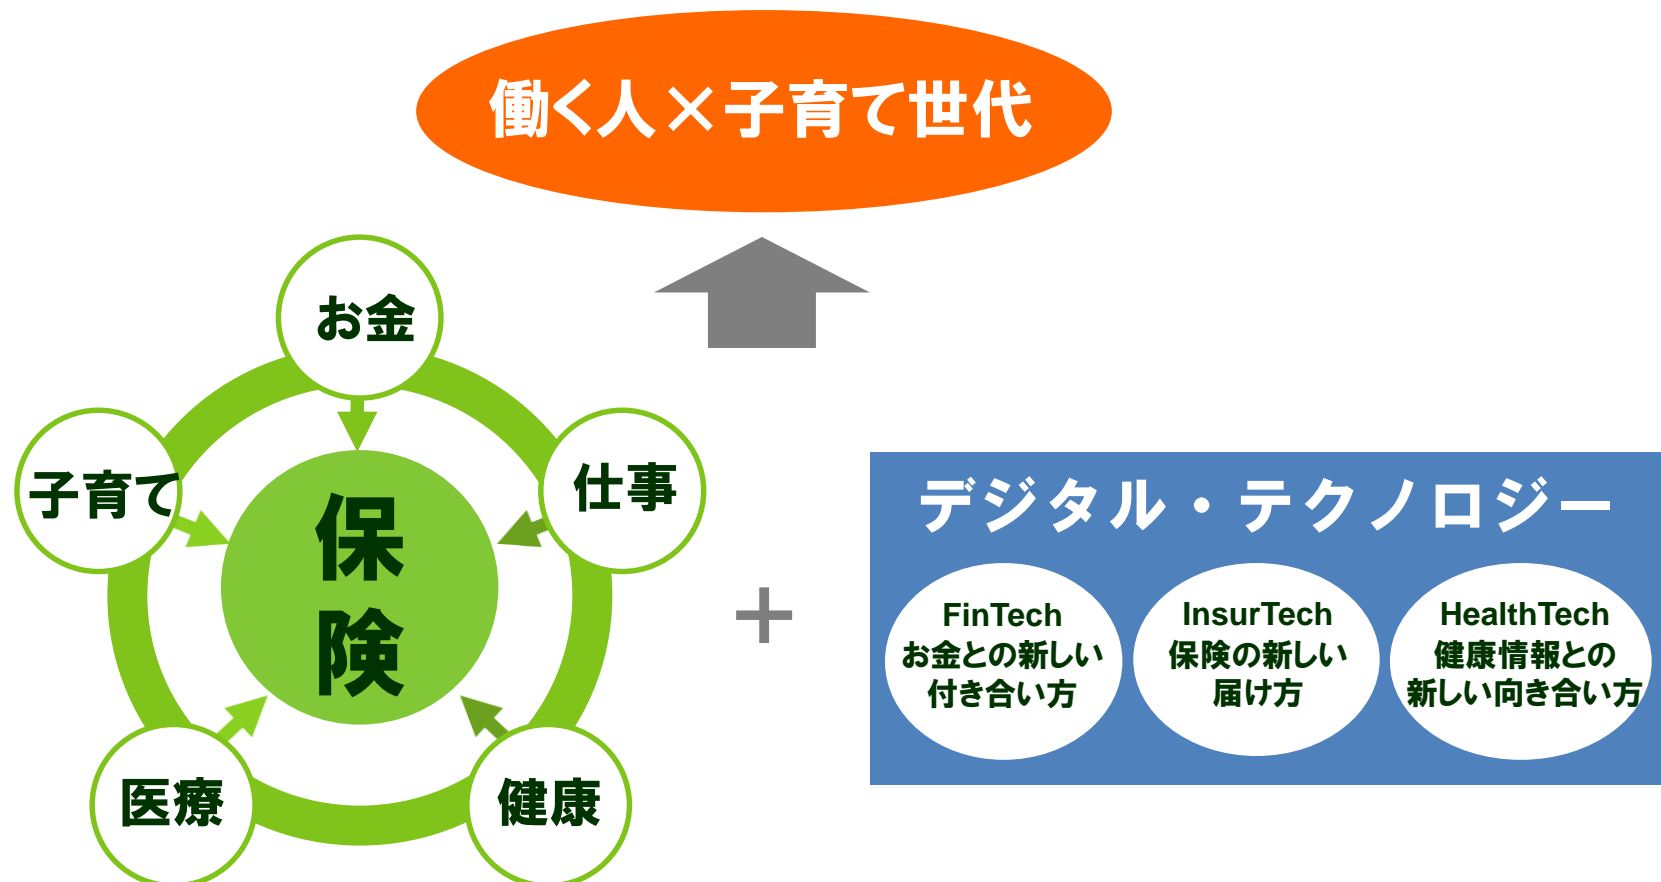 働く人×子育て世代
お金
子育て
仕事
保
険
医療
健康
＋
デジタル・テクノロジー
FinTech
お金との新しい
付き合い方
InsurTech
保険の新しい
届け方
HealthTech
健康情報との
新しい向き合い方